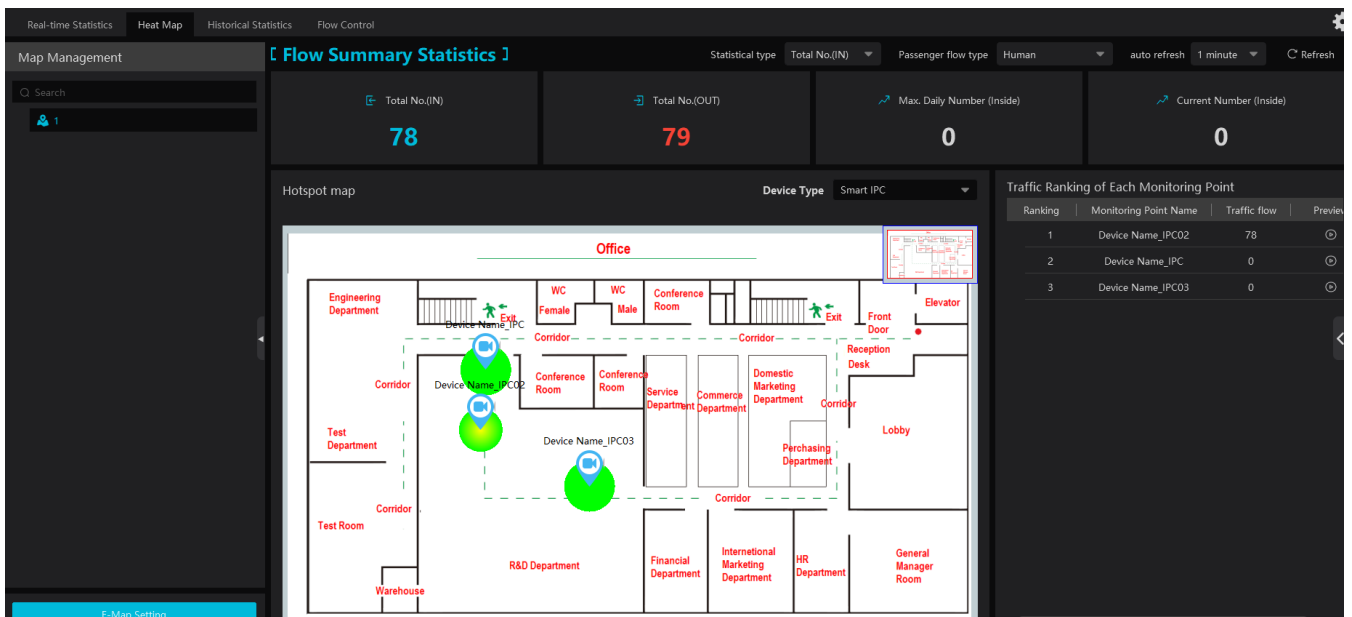 Real-time Statistics Heat Map Historical Statistics Flow Control
Map Management
Search
1
[ Flow Summary Statistics ]
Statistical type Total No.(IN) Passenger flow type Human auto refresh 1 minute Refresh
Total No.(IN)
78
Total No.(OUT)
79
Max. Daily Number (Inside)
0
Current Number (Inside)
0
Hotspot map
Device Type Smart IPC
Office
Engineering
Department
Exit
WC
Female
WC
Male
Conference
Room
Exit
Front
Door
Elevator
Device Name_IPC
Corridor
Corridor
Reception
Desk
Corridor
Device Name_IPC02
Conference
Room
Conference
Room
Service
Department
Commerce
Department
Domestic
Marketing
Department
Corridor
Test
Department
Device Name_IPC03
Perchasing
Department
Lobby
Corridor
Corridor
Test Room
R&D Department
Warehouse
Financial
Department
Internetional
Marketing
Department
HR
Department
General
Manager
Room
Traffic Ranking of Each Monitoring Point
Ranking Monitoring Point Name Traffic flow Preview
1 Device Name_IPC02 78
2 Device Name_IPC 0
3 Device Name_IPC03 0
E-Map Setting